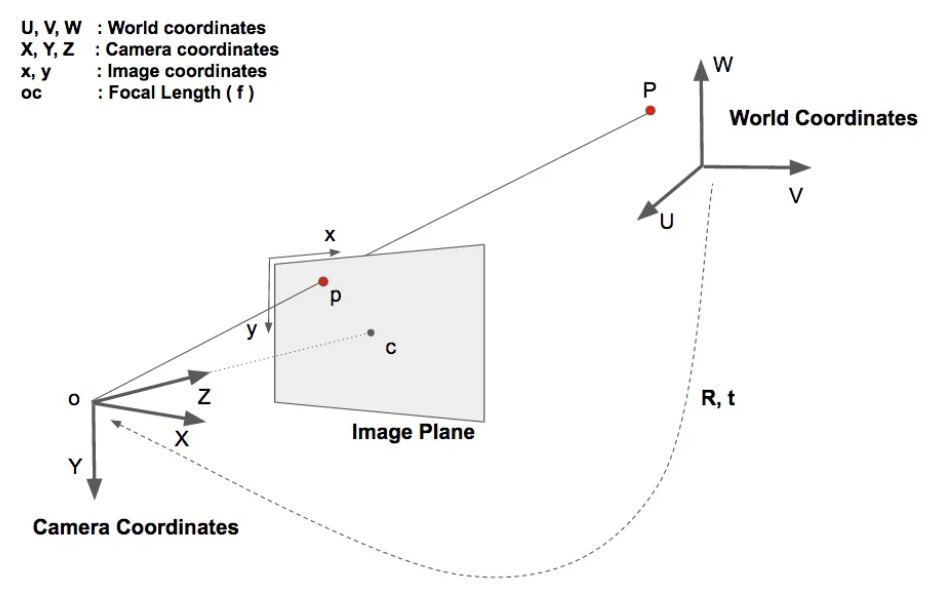 U, V, W : World coordinates
X, Y, Z : Camera coordinates
x, y : Image coordinates
oc : Focal Length ( f )
W
P
World Coordinates
V
U
x
p
y
c
o
Z
R, t
X
Image Plane
Y
Camera Coordinates